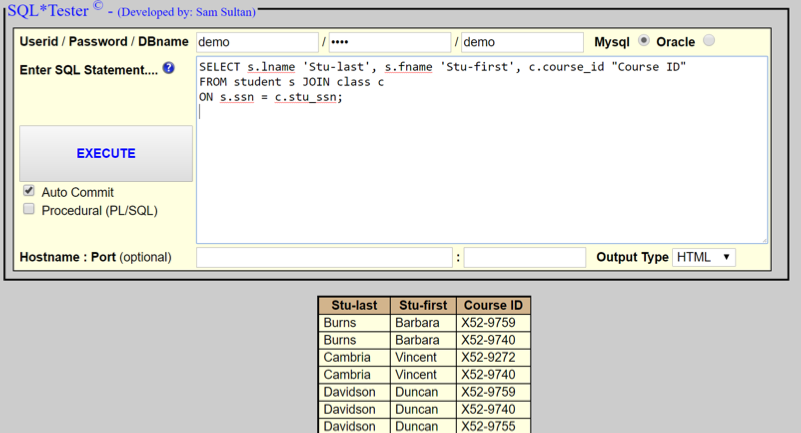 SQL*Tester © - (Developed by: Sam Sultan)
Userid / Password / DBname demo / •••• / demo Mysql Oracle
Enter SQL Statement.... ?
SELECT s.lname 'Stu-last', s.fname 'Stu-first', c.course_id "Course ID"
FROM student s JOIN class c
ON s.ssn = c.stu_ssn;
EXECUTE
Auto Commit
Procedural (PL/SQL)
Hostname : Port (optional) : Output Type HTML
Stu-last Stu-first Course ID
Burns Barbara X52-9759
Burns Barbara X52-9740
Cambria Vincent X52-9272
Cambria Vincent X52-9740
Davidson Duncan X52-9759
Davidson Duncan X52-9740
Davidson Duncan X52-9755